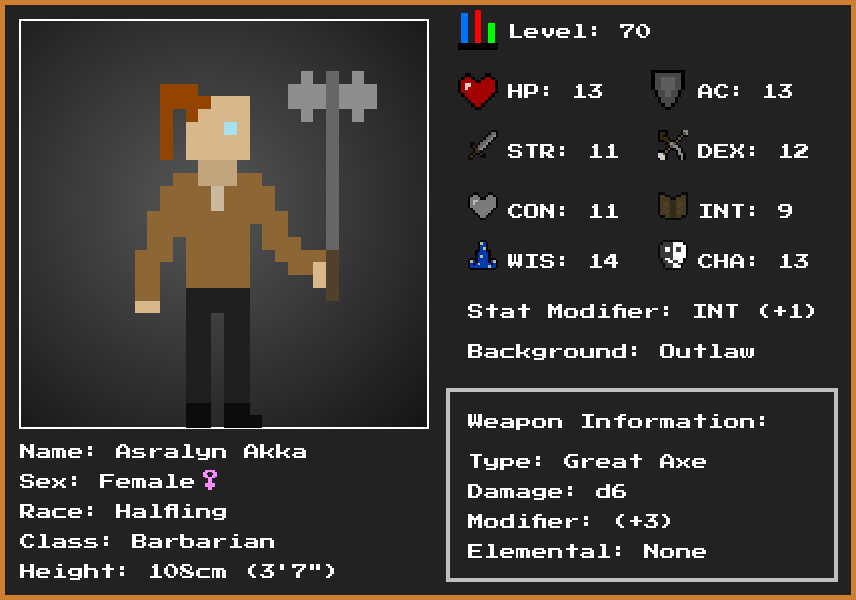 Level: 70
HP: 13 AC: 13
STR: 11 DEX: 12
CON: 11 INT: 9
WIS: 14 CHA: 13
Stat Modifier: INT (+1)
Background: Outlaw
Weapon Information:
Type: Great Axe
Damage: d6
Modifier: (+3)
Elemental: None
Name: Asralyn Akka
Sex: Female♀
Race: Halfling
Class: Barbarian
Height: 108cm (3'7")